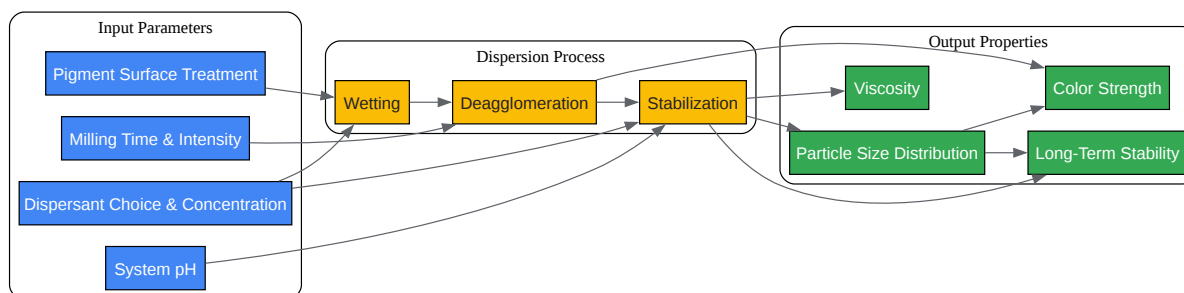 Input Parameters
Pigment Surface Treatment
Milling Time & Intensity
Dispersant Choice & Concentration
System pH
Dispersion Process
Wetting
Deagglomeration
Stabilization
Output Properties
Viscosity
Color Strength
Particle Size Distribution
Long-Term Stability